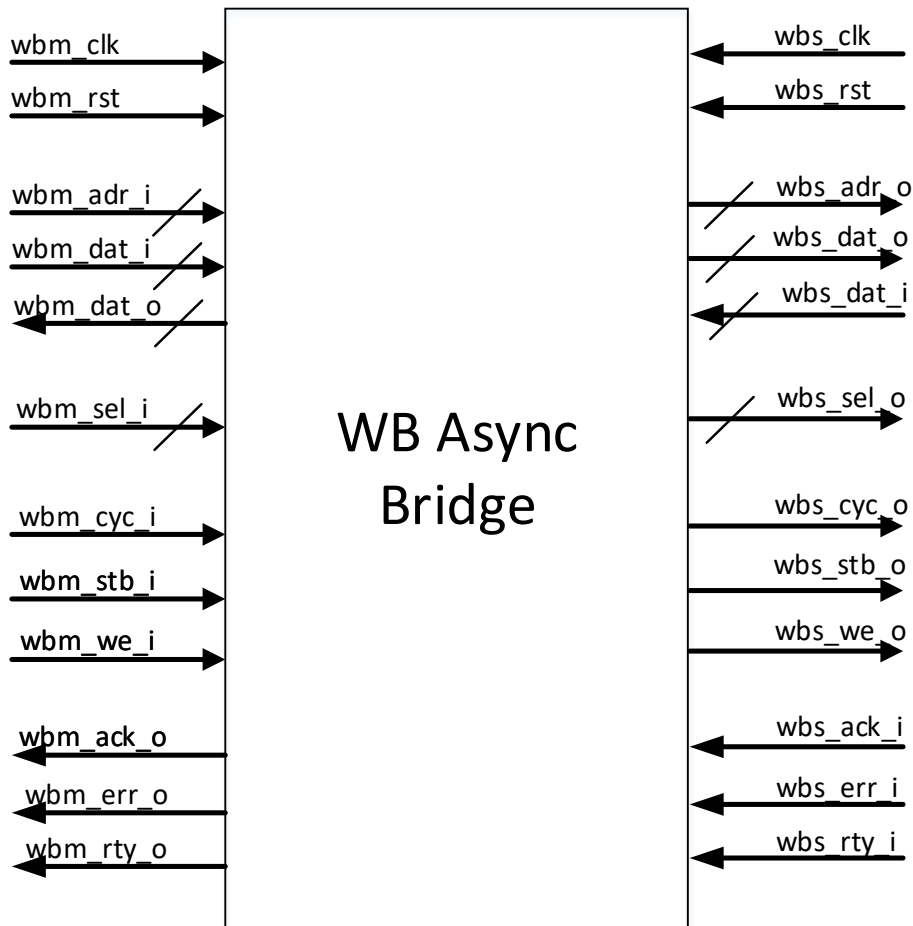 wbm_clk
wbm_rst
wbm_adr_i
wbm_dat_i
wbm_dat_o
wbm_sel_i
wbm_cyc_i
wbm_stb_i
wbm_we_i
wbm_ack_o
wbm_err_o
wbm_rty_o
WB Async
Bridge
wbs_clk
wbs_rst
wbs_adr_o
wbs_dat_o
wbs_dat_i
wbs_sel_o
wbs_cyc_o
wbs_stb_o
wbs_we_o
wbs_ack_i
wbs_err_i
wbs_rty_i